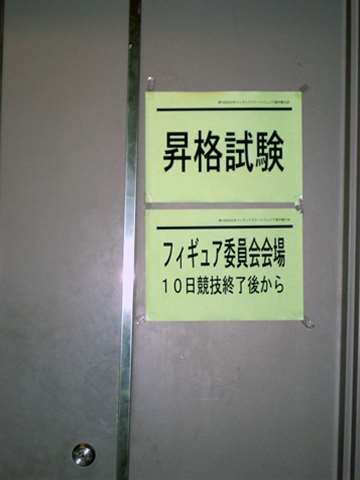 昇格試験
フィギュア委員会会場
10日競技終了後から